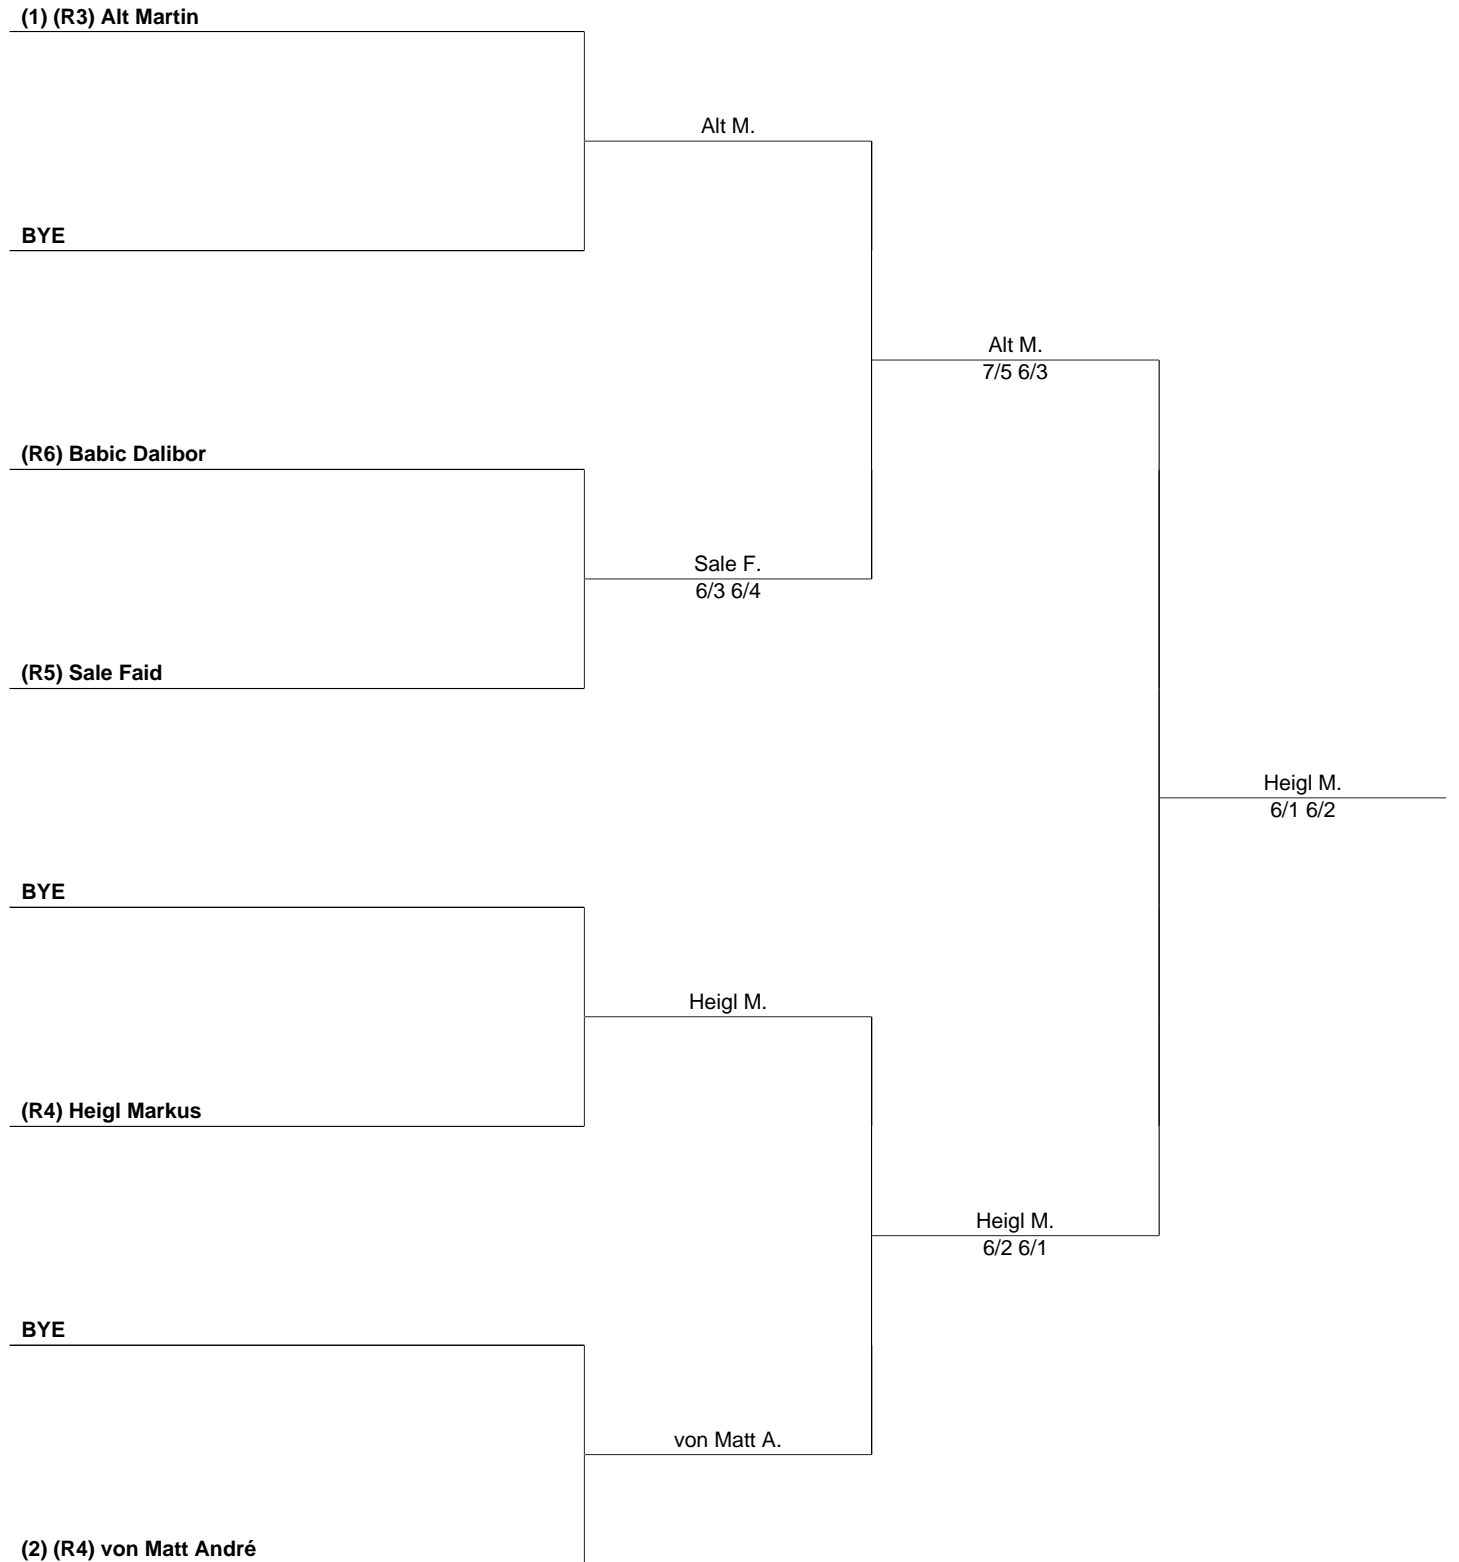 (1) (R3) Alt Martin
Alt M.
BYE
Alt M.
7/5 6/3
(R6) Babic Dalibor
Sale F.
6/3 6/4
(R5) Sale Faid
Heigl M.
6/1 6/2
BYE
Heigl M.
(R4) Heigl Markus
Heigl M.
6/2 6/1
BYE
von Matt A.
(2) (R4) von Matt André